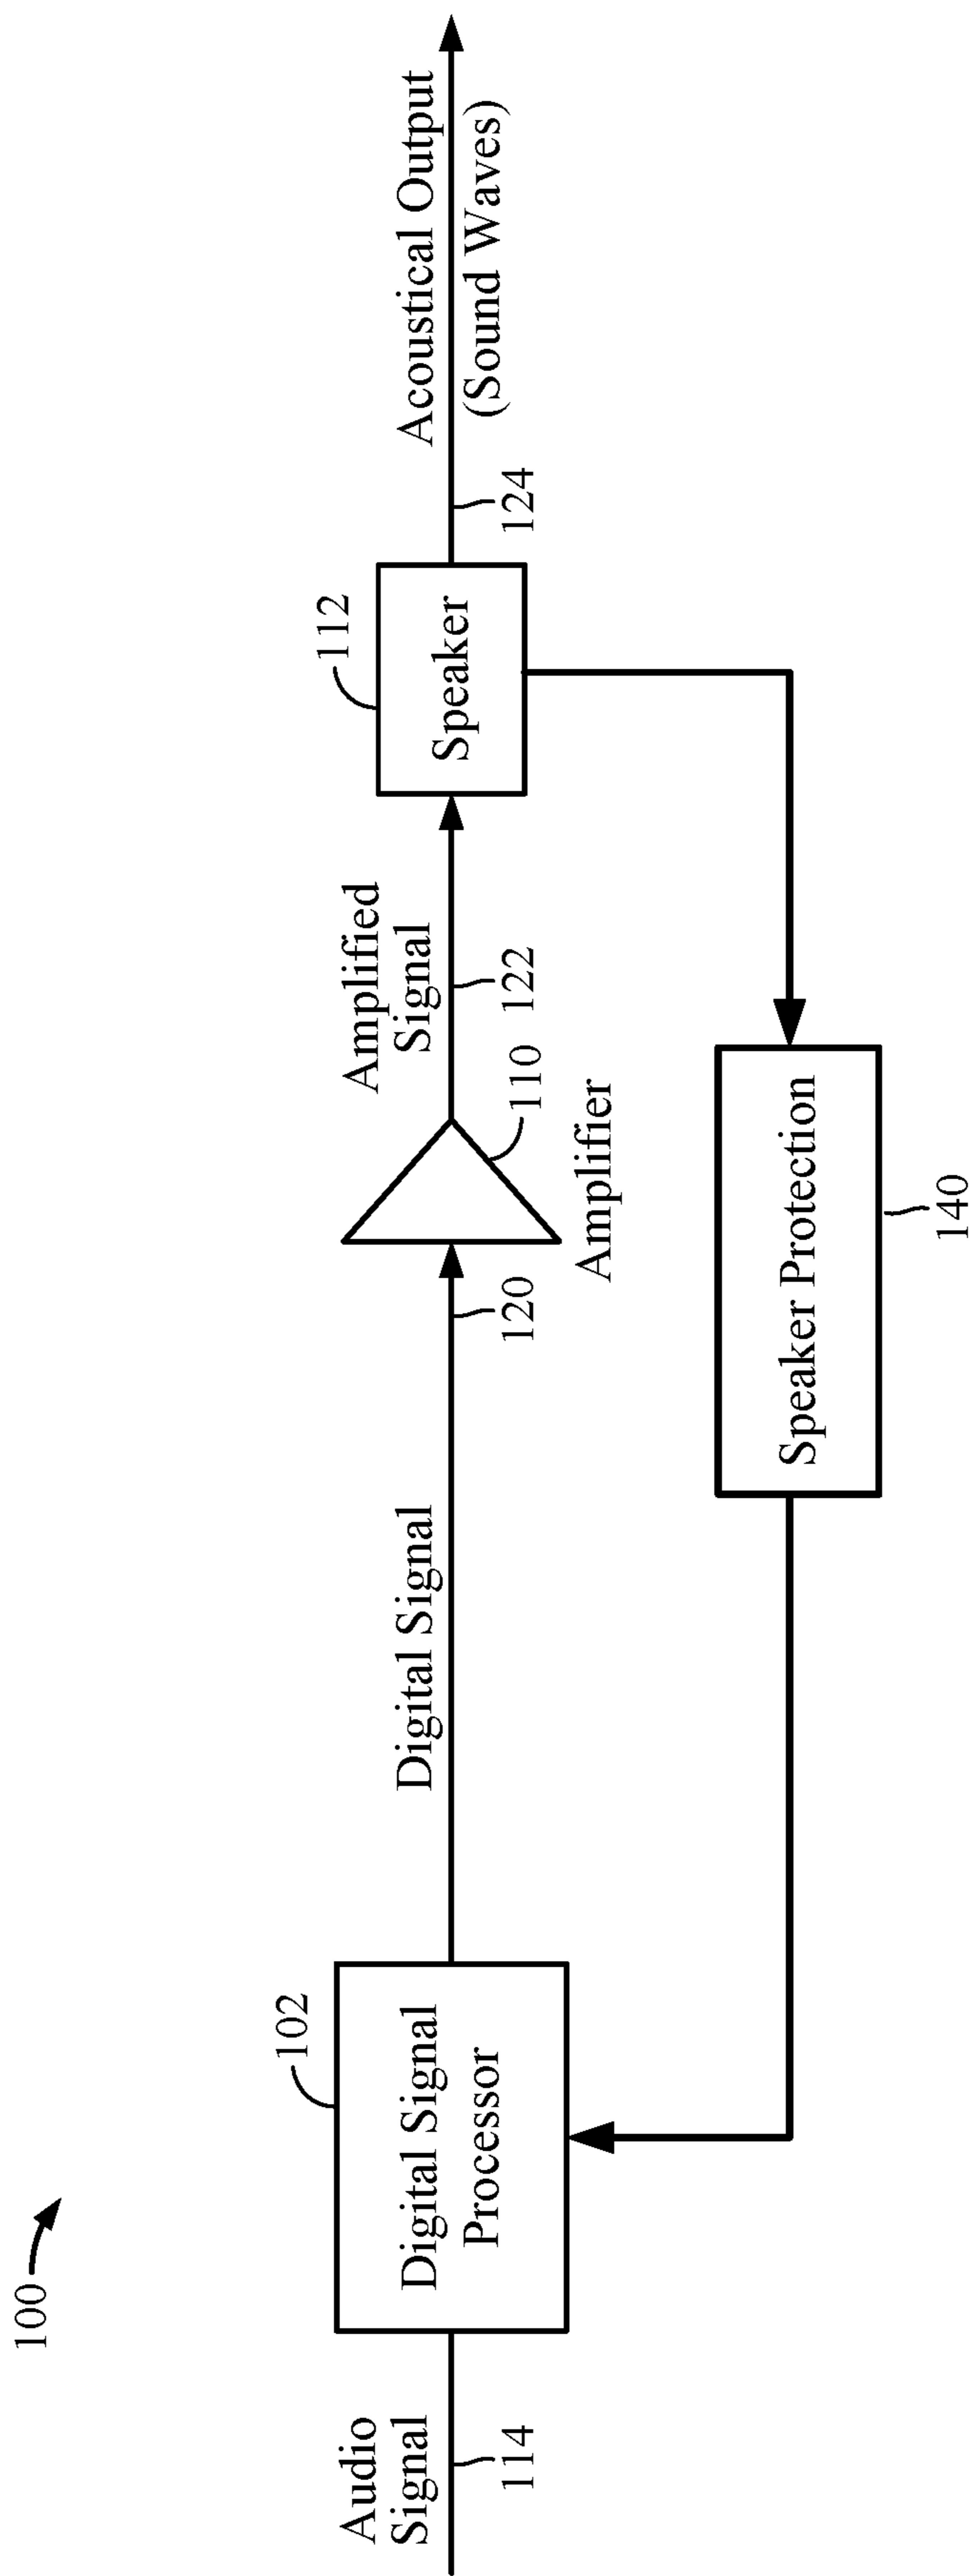 100
Audio
Signal
114
102
Digital Signal
Processor
Digital Signal
120
110
Amplifier
Amplified
Signal
122
112
Speaker
124
Acoustical Output
(Sound Waves)
Speaker Protection
140